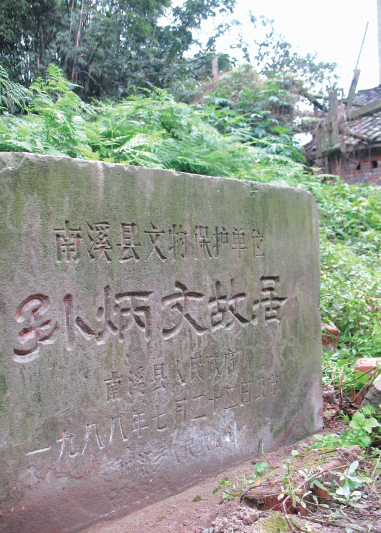 南溪县文物保护单位
孙炳文故居
南溪县人民政府
一九八八年七月二十二日公布